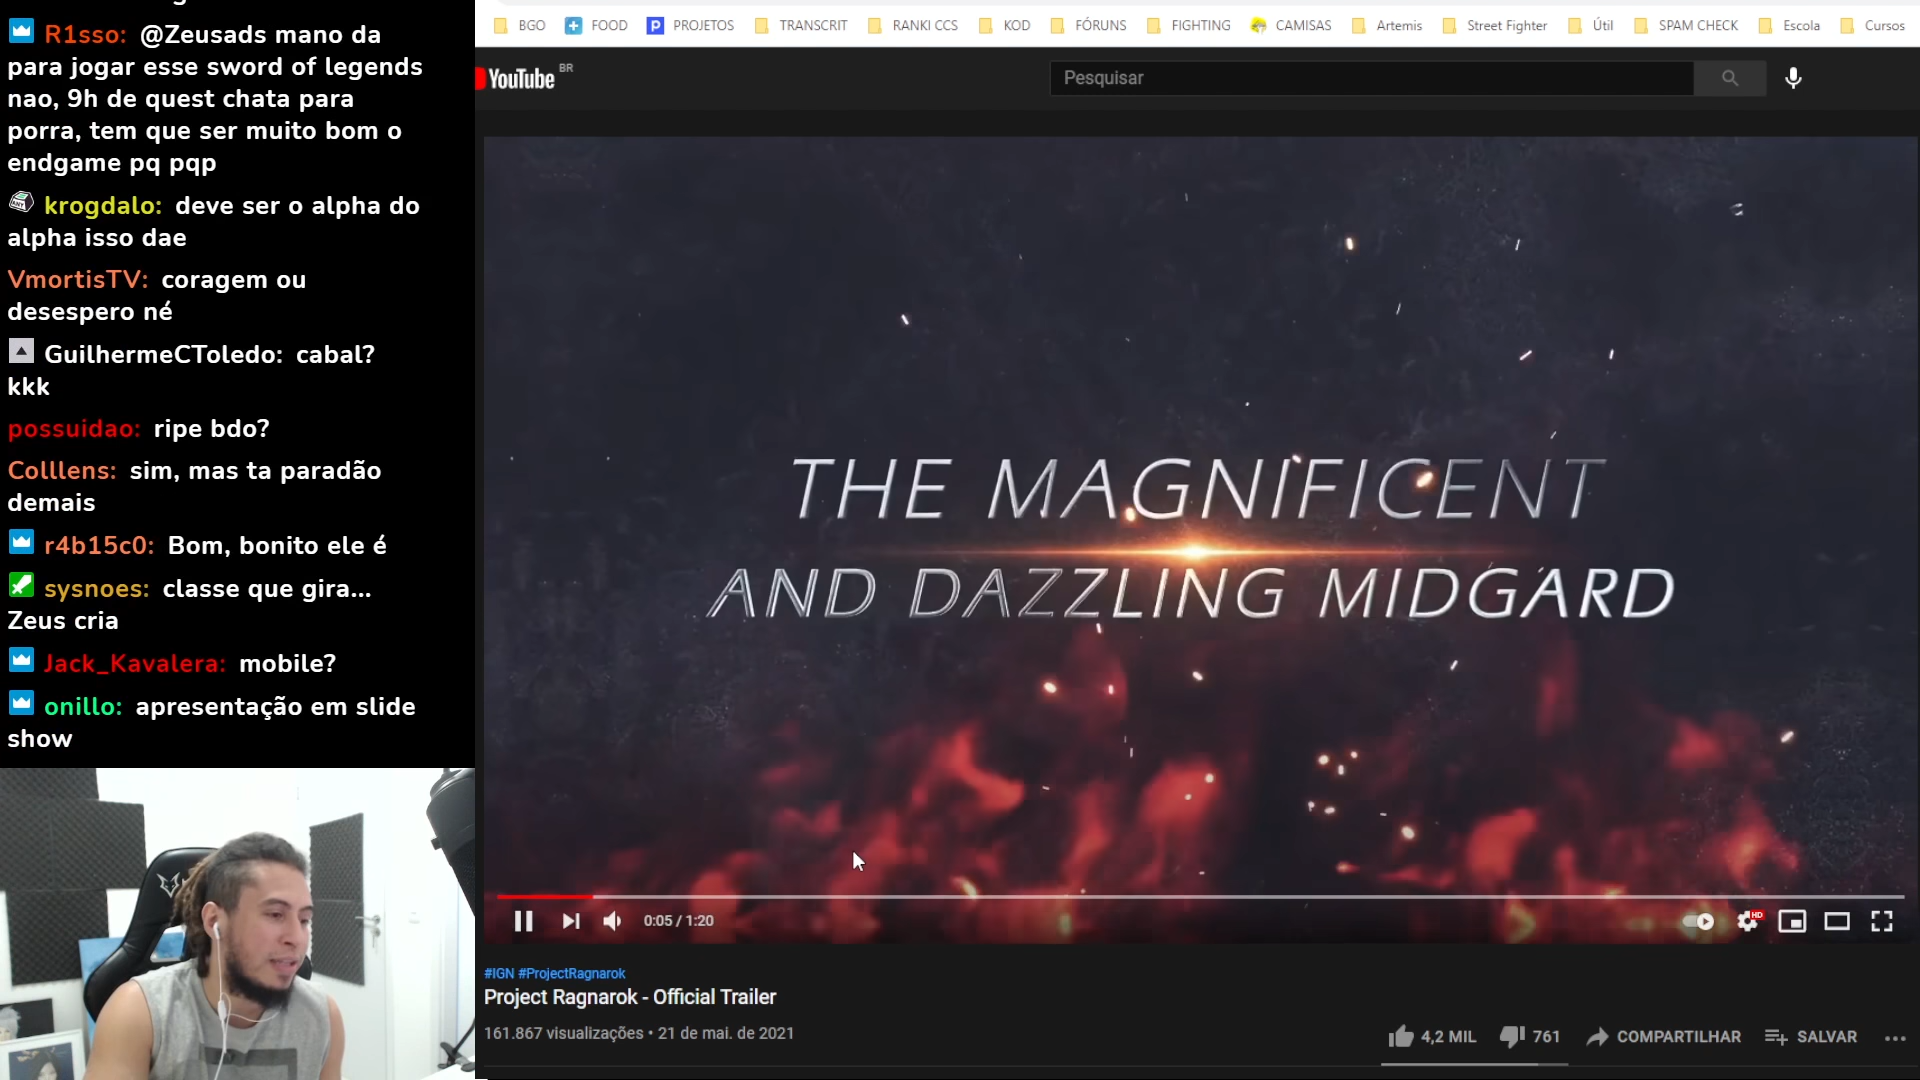 R1sso: @Zeusads mano da
para jogar esse sword of legends
nao, 9h de quest chata para
porra, tem que ser muito bom o
endgame pq pqp
krogdalo: deve ser o alpha do
alpha isso dae
VmortisTV: coragem ou
desespero né
GuilhermeCToledo: cabal?
kkk
possuidao: ripe bdo?
Colllens: sim, mas ta paradão
demais
r4b15c0: Bom, bonito ele é
sysnoes: classe que gira...
Zeus cria
Jack_Kavalera: mobile?
onillo: apresentação em slide
show
BGO FOOD PROJETOS TRANSCRIT RANKI CCS KOD FÓRUNS FIGHTING CAMISAS Artemis Street Fighter Útil SPAM CHECK Escola Cursos
YouTube BR
Pesquisar
THE MAGNIFICENT
AND DAZZLING MIDGARD
0:05 / 1:20
HD
#IGN #ProjectRagnarok
Project Ragnarok - Official Trailer
161.867 visualizações • 21 de mai. de 2021
4,2 MIL 761 COMPARTILHAR SALVAR